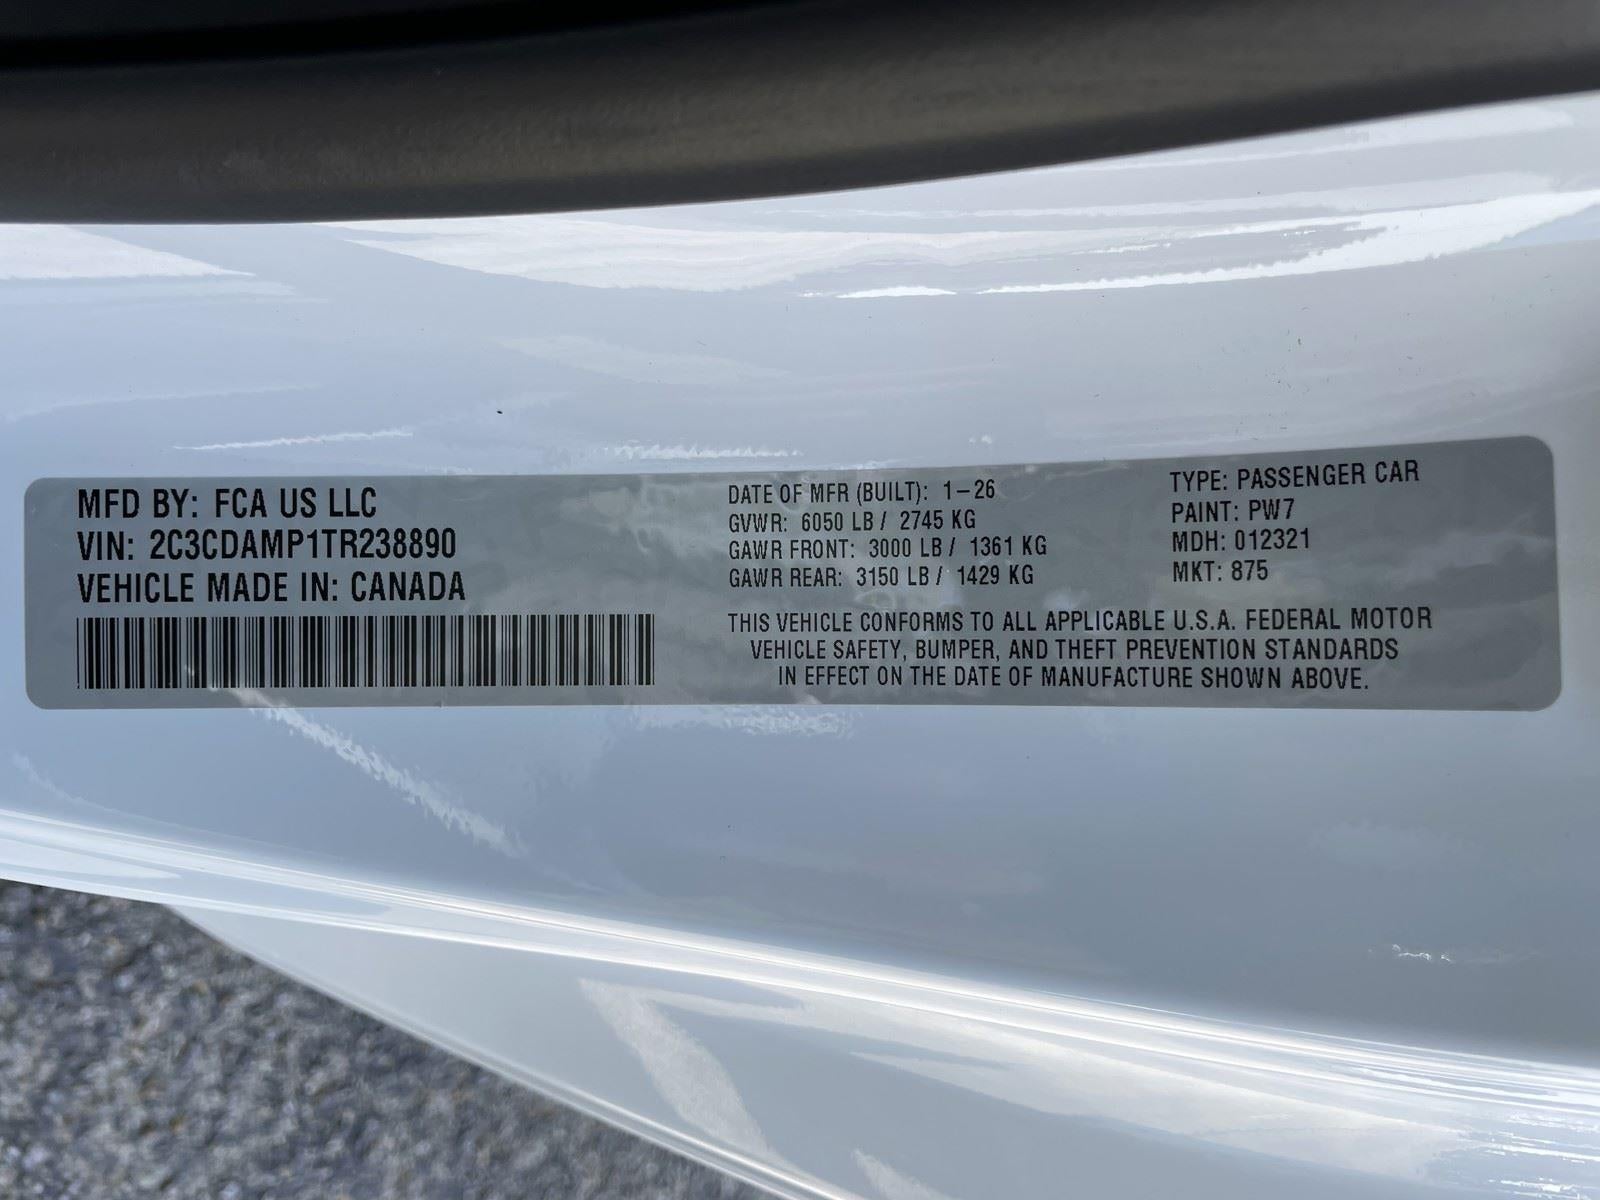 MFD BY: FCA US LLC
VIN: 2C3CDAMP1TR238890
VEHICLE MADE IN: CANADA
DATE OF MFR (BUILT): 1-26
GVWR: 6050 LB / 2745 KG
GAWR FRONT: 3000 LB / 1361 KG
GAWR REAR: 3150 LB / 1429 KG
TYPE: PASSENGER CAR
PAINT: PW7
MDH: 012321
MKT: 875
THIS VEHICLE CONFORMS TO ALL APPLICABLE U.S.A. FEDERAL MOTOR
VEHICLE SAFETY, BUMPER, AND THEFT PREVENTION STANDARDS
IN EFFECT ON THE DATE OF MANUFACTURE SHOWN ABOVE.